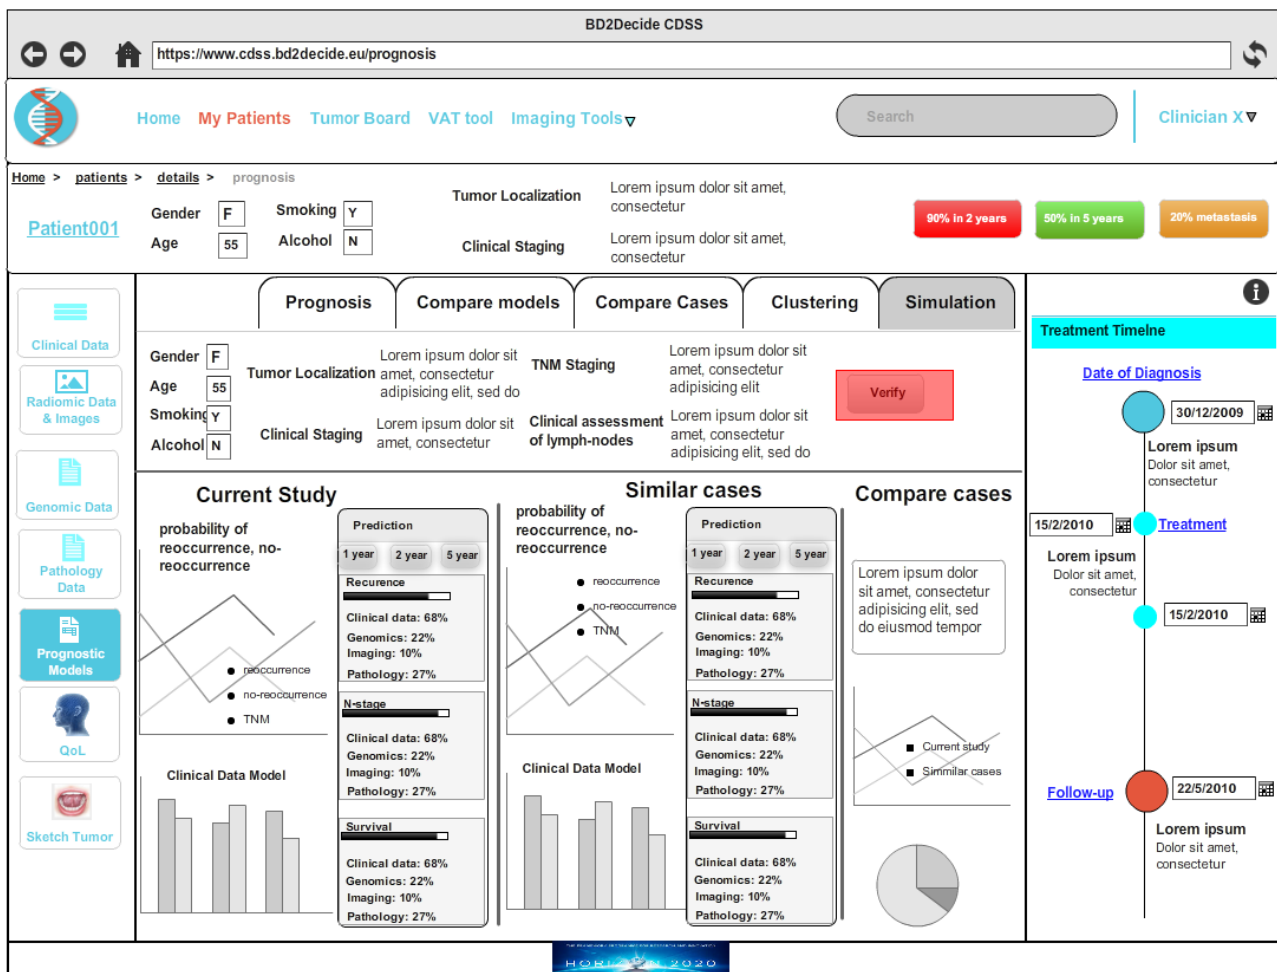 BD2Decide CDSS
https://www.cdss.bd2decide.eu/prognosis
Home My Patients Tumor Board VAT tool Imaging Tools
Search
Clinician X
Home > patients > details > prognosis
Patient001
Gender F
Smoking Y
Age 55
Alcohol N
Tumor Localization
Lorem ipsum dolor sit amet,
consectetur
Clinical Staging
Lorem ipsum dolor sit amet,
consectetur
90% in 2 years
50% in 5 years
20% metastasis
Clinical Data
Radiomic Data
& Images
Genomic Data
Pathology
Data
Prognostic
Models
QoL
Sketch Tumor
Prognosis
Compare models
Compare Cases
Clustering
Simulation
Gender F
Age 55
Smoking Y
Alcohol N
Tumor Localization
Lorem ipsum dolor sit
amet, consectetur
adipisicing elit, sed do
Clinical Staging
Lorem ipsum dolor sit
amet, consectetur
TNM Staging
Lorem ipsum dolor sit
amet, consectetur
adipisicing elit
Clinical assessment
of lymph-nodes
Lorem ipsum dolor sit
amet, consectetur
adipisicing elit, sed do
Verify
Current Study
probability of
reoccurrence, no-
reoccurrence
reoccurrence
no-reoccurrence
TNM
Clinical Data Model
Prediction
1 year 2 year 5 year
Recurence
Clinical data: 68%
Genomics: 22%
Imaging: 10%
Pathology: 27%
N-stage
Clinical data: 68%
Genomics: 22%
Imaging: 10%
Pathology: 27%
Survival
Clinical data: 68%
Genomics: 22%
Imaging: 10%
Pathology: 27%
Similar cases
probability of
reoccurrence, no-
reoccurrence
reoccurrence
no-reoccurrence
TNM
Clinical Data Model
Prediction
1 year 2 year 5 year
Recurence
Clinical data: 68%
Genomics: 22%
Imaging: 10%
Pathology: 27%
N-stage
Clinical data: 68%
Genomics: 22%
Imaging: 10%
Pathology: 27%
Survival
Clinical data: 68%
Genomics: 22%
Imaging: 10%
Pathology: 27%
Compare cases
Lorem ipsum dolor
sit amet, consectetur
adipisicing elit, sed
do eiusmod tempor
Current study
Simmilar cases
Treatment Timelne
Date of Diagnosis
30/12/2009
Lorem ipsum
Dolor sit amet,
consectetur
15/2/2010
Treatment
Lorem ipsum
Dolor sit amet,
consectetur
15/2/2010
Follow-up
22/5/2010
Lorem ipsum
Dolor sit amet,
consectetur
HORIZON 2020